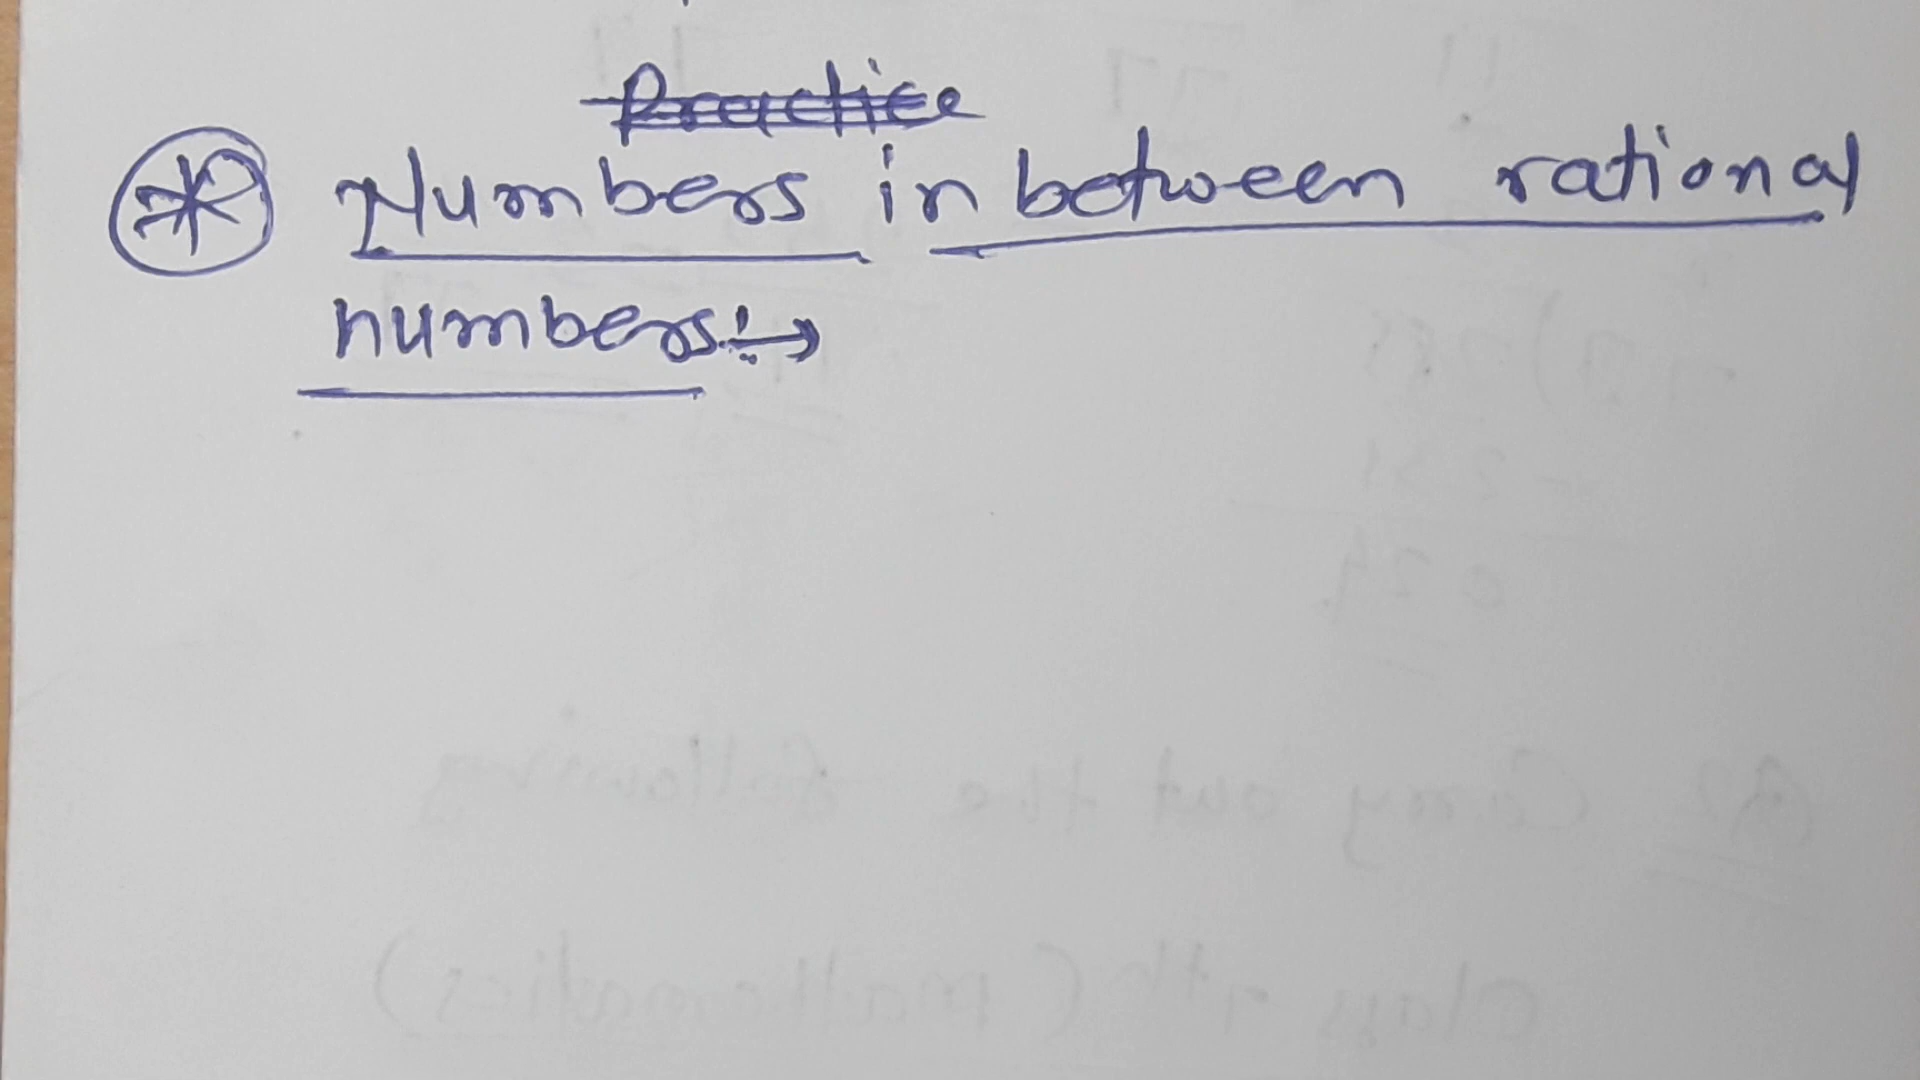 Practice
Numbers in between rational
numbers:→